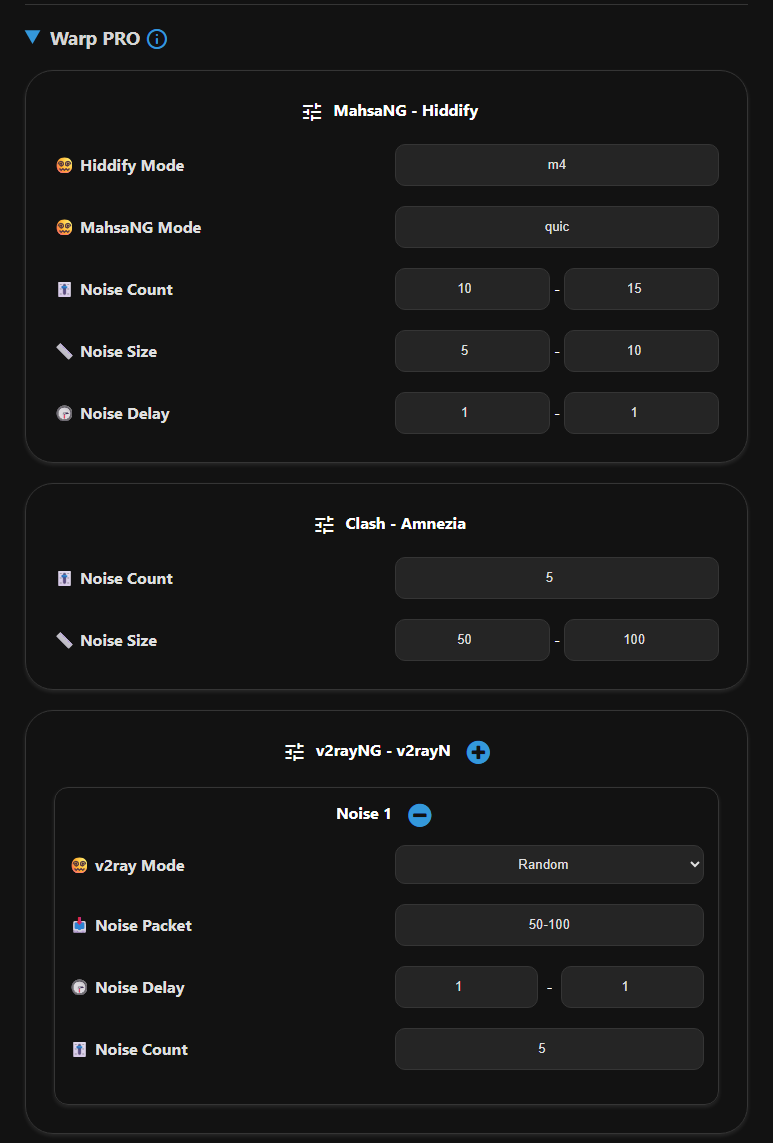 Warp PRO
MahsaNG - Hiddify
Hiddify Mode m4
MahsaNG Mode quic
Noise Count 10 - 15
Noise Size 5 - 10
Noise Delay 1 - 1
Clash - Amnezia
Noise Count 5
Noise Size 50 - 100
v2rayNG - v2rayN
Noise 1
v2ray Mode Random
Noise Packet 50-100
Noise Delay 1 - 1
Noise Count 5